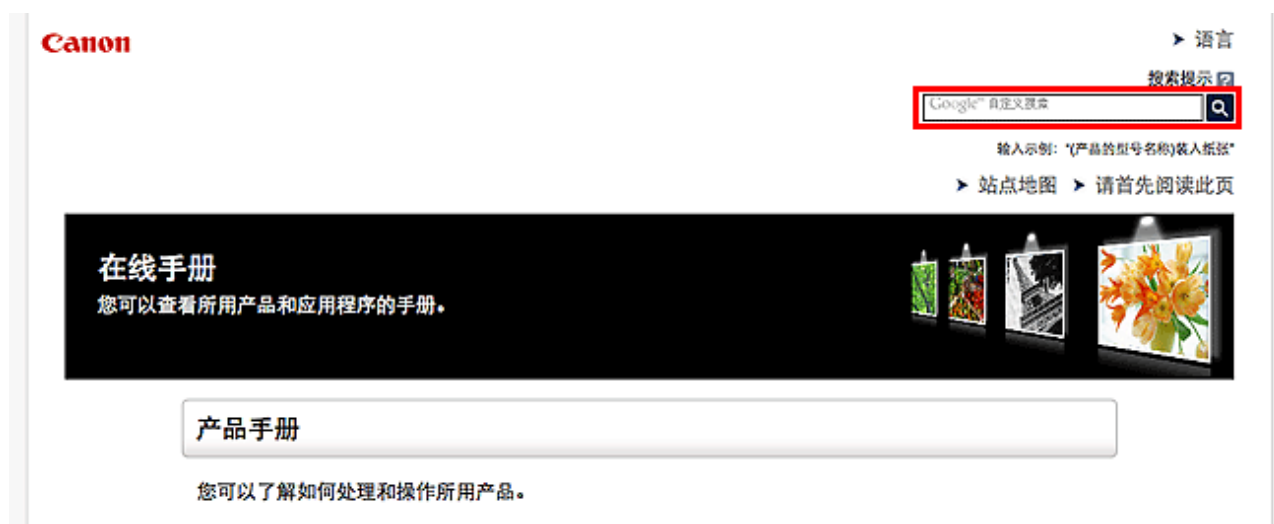 Canon
➤ 语言
搜索提示 ?
Google™ 自定义搜索
输入示例："(产品的型号名称)装入纸张"
➤ 站点地图 ➤ 请首先阅读此页
在线手册
您可以查看所用产品和应用程序的手册。
产品手册
您可以了解如何处理和操作所用产品。